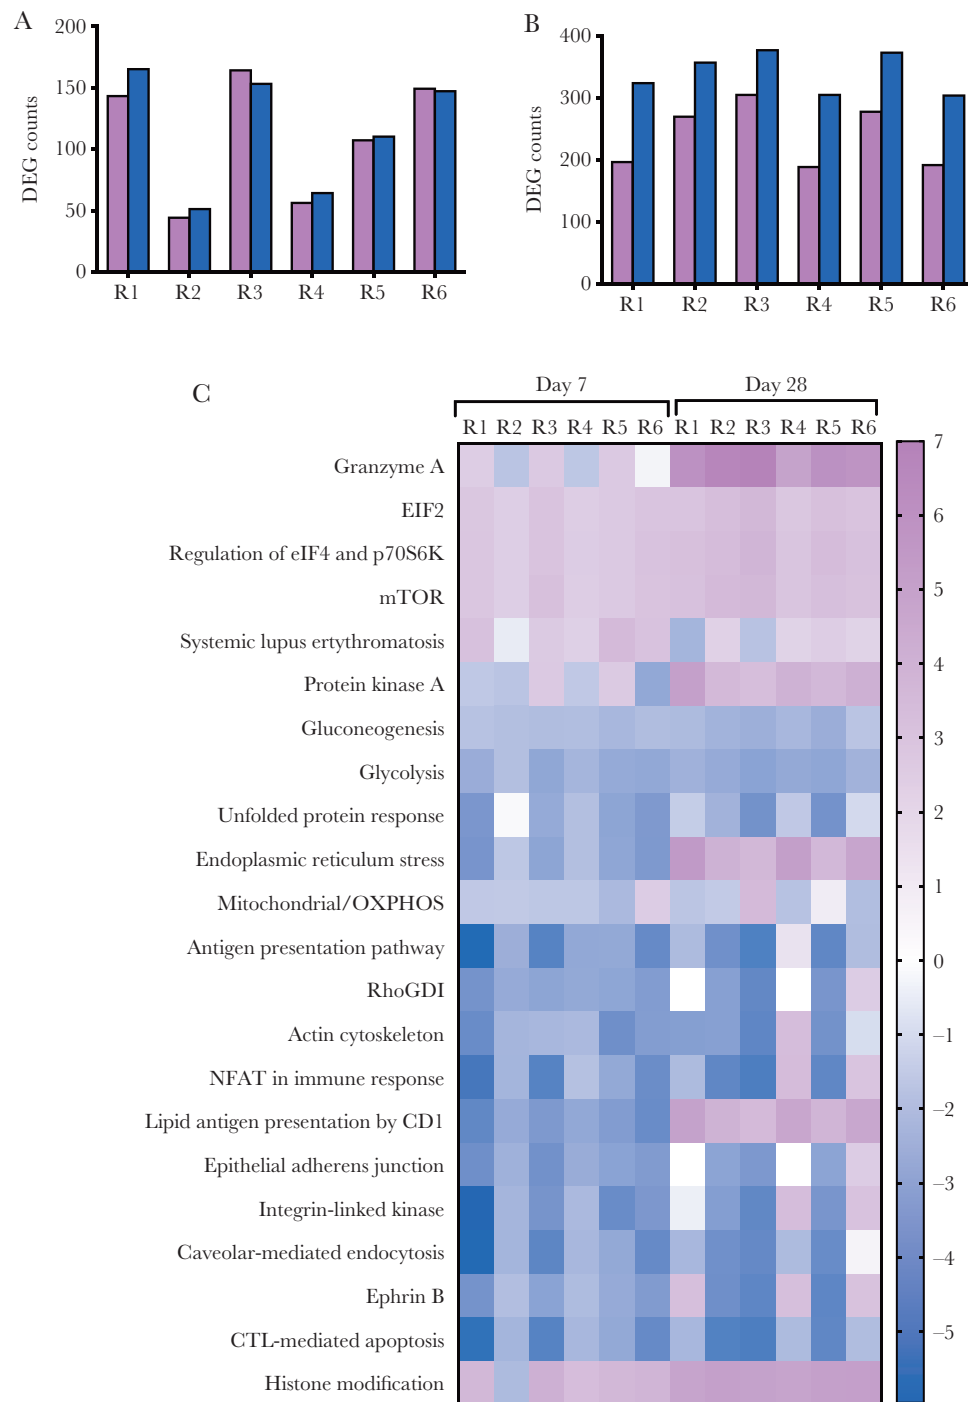 A
200
150
100
50
0
DEG counts
R1 R2 R3 R4 R5 R6
B
400
300
200
100
0
DEG counts
R1 R2 R3 R4 R5 R6
C
Day 7 Day 28
R1 R2 R3 R4 R5 R6 R1 R2 R3 R4 R5 R6
Granzyme A
EIF2
Regulation of eIF4 and p70S6K
mTOR
Systemic lupus ertythromatosis
Protein kinase A
Gluconeogenesis
Glycolysis
Unfolded protein response
Endoplasmic reticulum stress
Mitochondrial/OXPHOS
Antigen presentation pathway
RhoGDI
Actin cytoskeleton
NFAT in immune response
Lipid antigen presentation by CD1
Epithelial adherens junction
Integrin-linked kinase
Caveolar-mediated endocytosis
Ephrin B
CTL-mediated apoptosis
Histone modification
7
6
5
4
3
2
1
0
–1
–2
–3
–4
–5